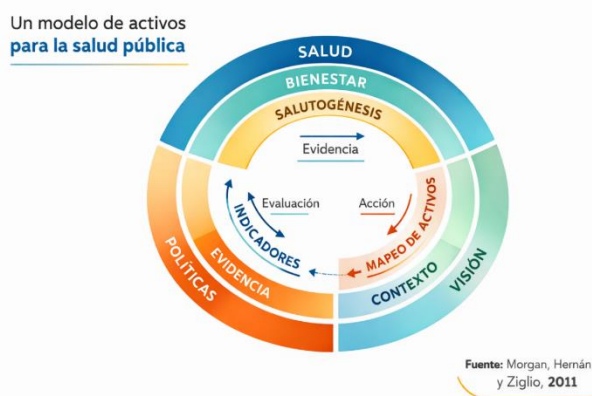 Un modelo de activos
para la salud pública
SALUD
BIENESTAR
SALUTOGÉNESIS
Evidencia
Evaluación
Acción
INDICADORES
MAPEO DE ACTIVOS
EVIDENCIA
CONTEXTO
POLÍTICAS
VISIÓN
Fuente: Morgan, Hernán
y Ziglio, 2011